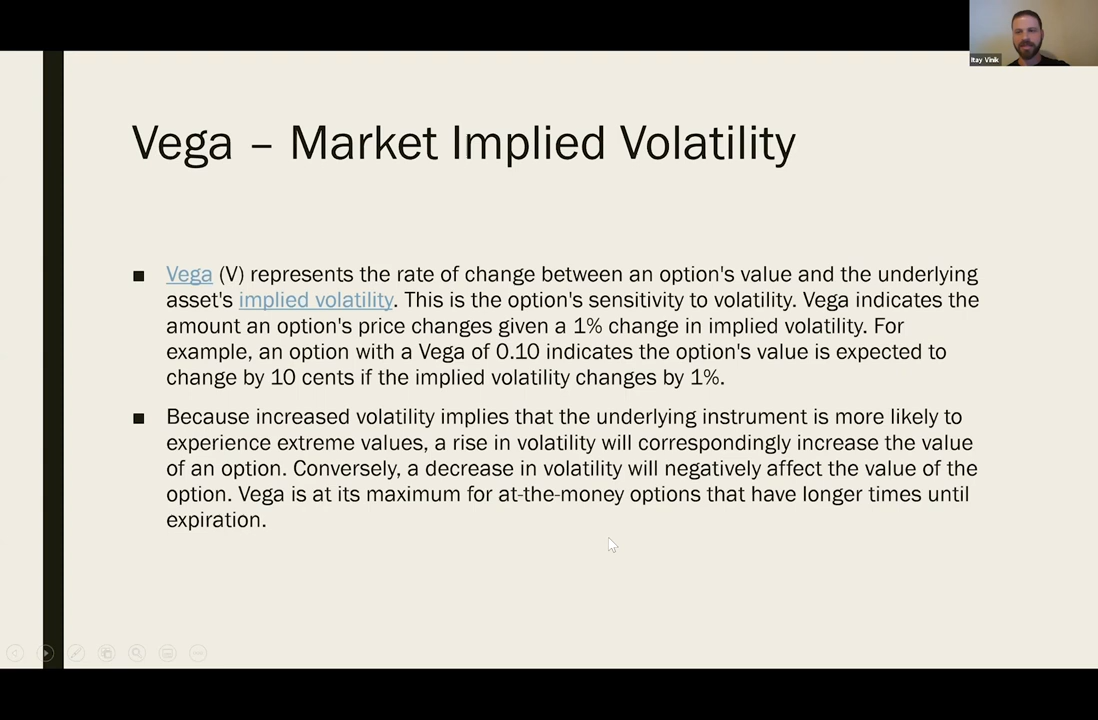 Itay Vinik
Vega – Market Implied Volatility
■ Vega (V) represents the rate of change between an option's value and the underlying
asset's implied volatility. This is the option's sensitivity to volatility. Vega indicates the
amount an option's price changes given a 1% change in implied volatility. For
example, an option with a Vega of 0.10 indicates the option's value is expected to
change by 10 cents if the implied volatility changes by 1%.
■ Because increased volatility implies that the underlying instrument is more likely to
experience extreme values, a rise in volatility will correspondingly increase the value
of an option. Conversely, a decrease in volatility will negatively affect the value of the
option. Vega is at its maximum for at-the-money options that have longer times until
expiration.